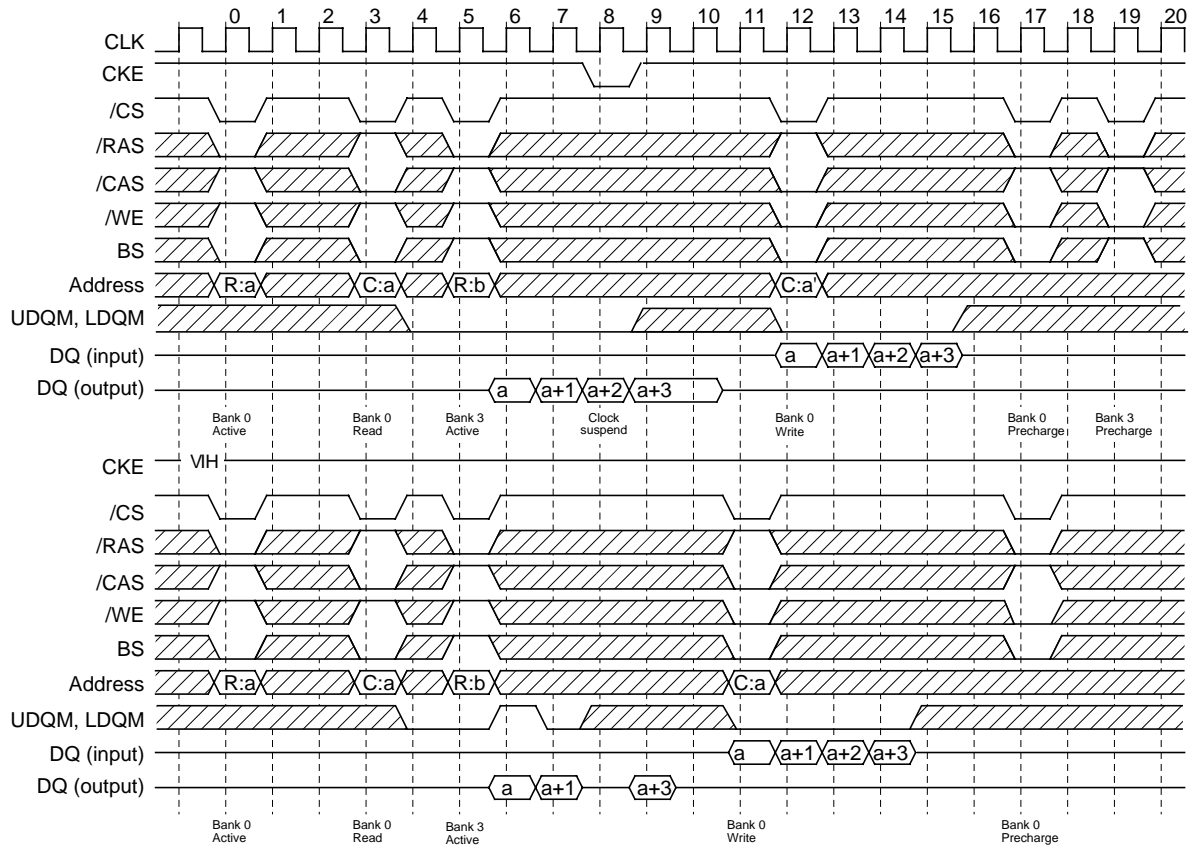 0 1 2 3 4 5 6 7 8 9 10 11 12 13 14 15 16 17 18 19 20
CLK
CKE
/CS
/RAS
/CAS
/WE
BS
Address R:a C:a R:b C:a'
UDQM, LDQM
DQ (input) a a+1 a+2 a+3
DQ (output) a a+1 a+2 a+3
Bank 0 Active
Bank 0 Read
Bank 3 Active
Clock suspend
Bank 0 Write
Bank 0 Precharge
Bank 3 Precharge
CKE VIH
/CS
/RAS
/CAS
/WE
BS
Address R:a C:a R:b C:a
UDQM, LDQM
DQ (input) a a+1 a+2 a+3
DQ (output) a a+1 a+3
Bank 0 Active
Bank 0 Read
Bank 3 Active
Bank 0 Write
Bank 0 Precharge